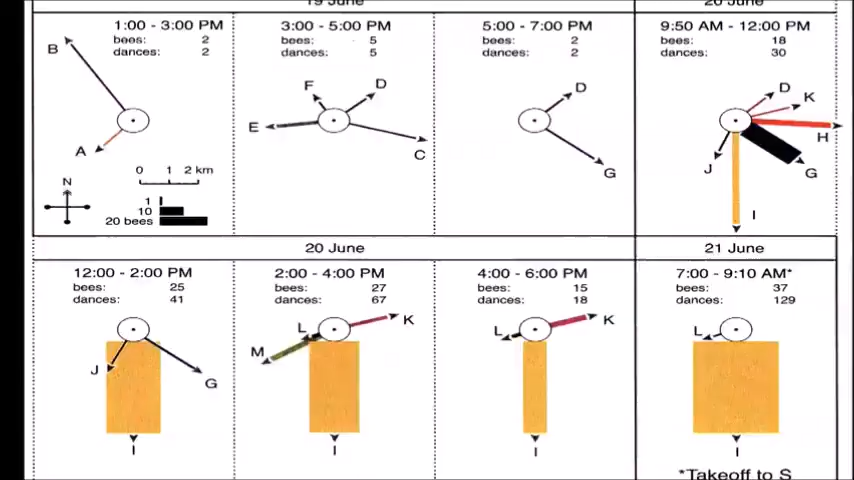 19 June
20 June
1:00 - 3:00 PM
bees: 2
dances: 2
B
A
N
0 1 2 km
1
10
20 bees
3:00 - 5:00 PM
bees: 5
dances: 5
F
D
E
C
5:00 - 7:00 PM
bees: 2
dances: 2
D
G
9:50 AM - 12:00 PM
bees: 18
dances: 30
D
K
H
J
G
I
20 June
21 June
12:00 - 2:00 PM
bees: 25
dances: 41
J
G
I
2:00 - 4:00 PM
bees: 27
dances: 67
L
K
M
I
4:00 - 6:00 PM
bees: 15
dances: 18
L
K
I
7:00 - 9:10 AM*
bees: 37
dances: 129
L
I
*Takeoff to S